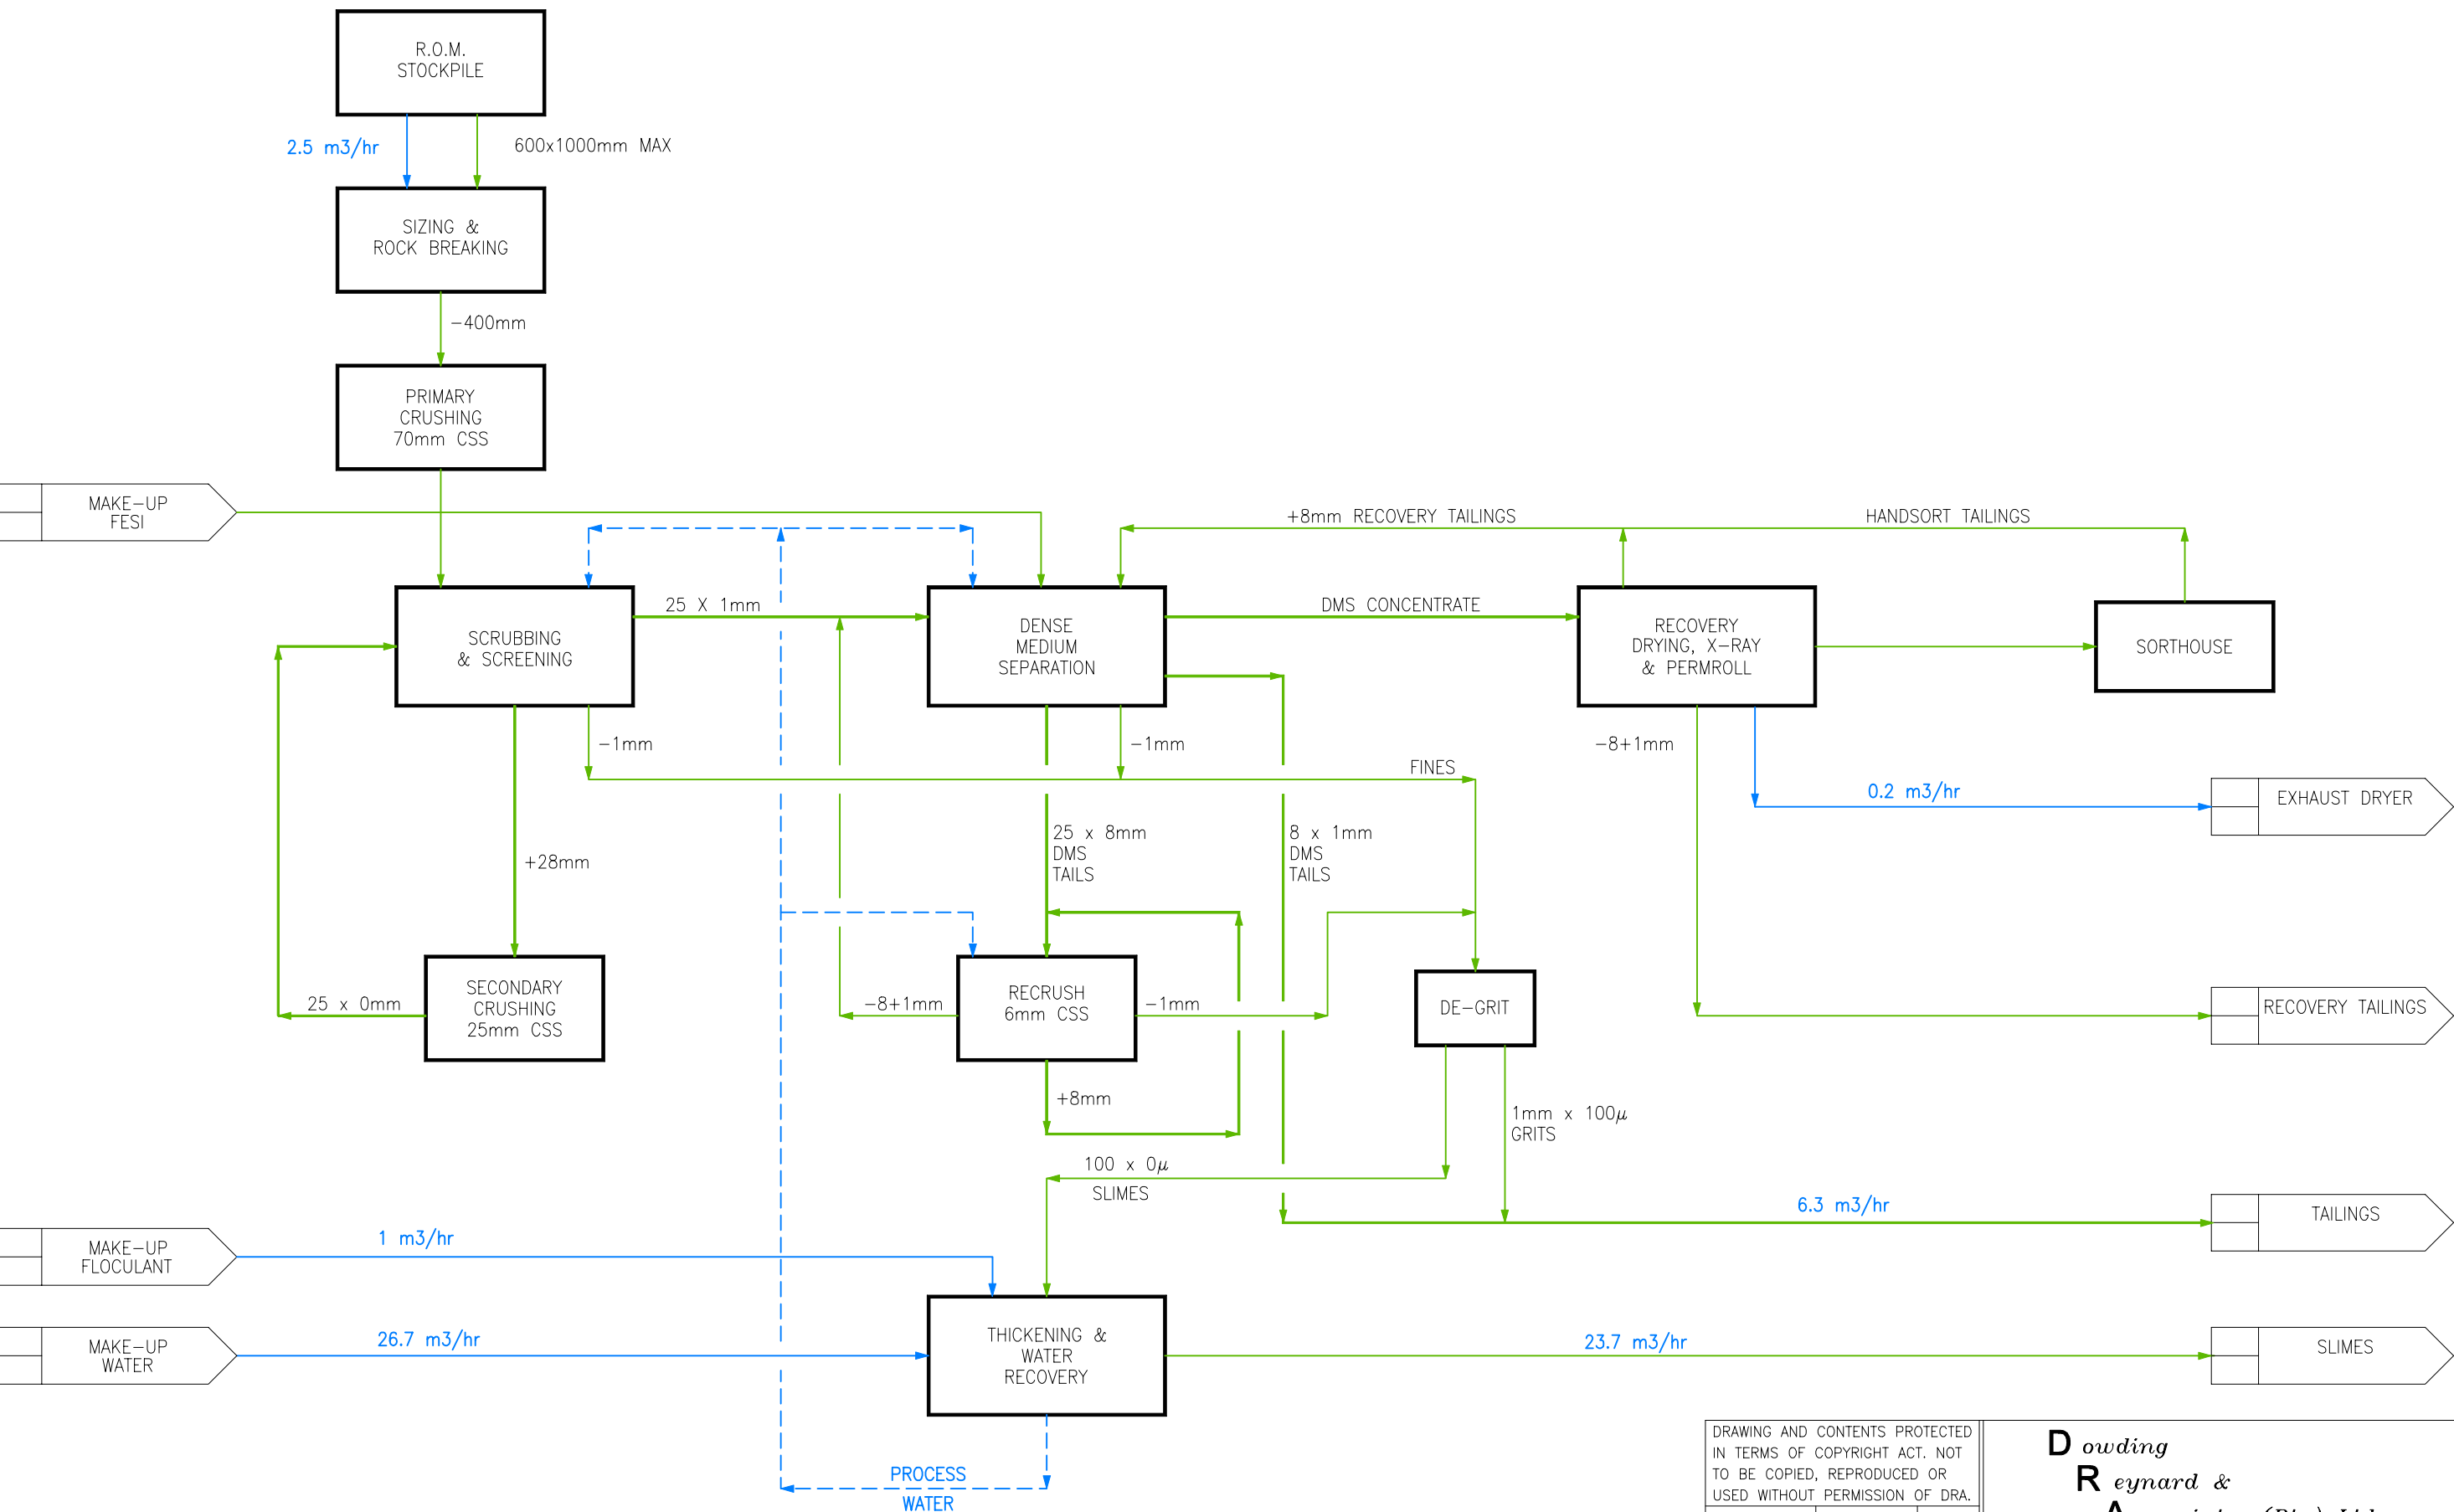 R.O.M.
STOCKPILE
2.5 m3/hr
600x1000mm MAX
SIZING &
ROCK BREAKING
-400mm
PRIMARY
CRUSHING
70mm CSS
MAKE-UP
FESI
+8mm RECOVERY TAILINGS
HANDSORT TAILINGS
25 X 1mm
DMS CONCENTRATE
SCRUBBING
& SCREENING
DENSE
MEDIUM
SEPARATION
RECOVERY
DRYING, X-RAY
& PERMROLL
SORTHOUSE
-1mm
-1mm
-8+1mm
FINES
0.2 m3/hr
EXHAUST DRYER
+28mm
25 x 8mm
DMS
TAILS
8 x 1mm
DMS
TAILS
25 x 0mm
SECONDARY
CRUSHING
25mm CSS
-8+1mm
RECRUSH
6mm CSS
-1mm
DE-GRIT
RECOVERY TAILINGS
+8mm
1mm x 100μ
GRITS
100 x 0μ
SLIMES
6.3 m3/hr
TAILINGS
MAKE-UP
FLOCULANT
1 m3/hr
MAKE-UP
WATER
26.7 m3/hr
THICKENING &
WATER
RECOVERY
23.7 m3/hr
SLIMES
PROCESS
WATER
DRAWING AND CONTENTS PROTECTED
IN TERMS OF COPYRIGHT ACT. NOT
TO BE COPIED, REPRODUCED OR
USED WITHOUT PERMISSION OF DRA.
Dowding
Reynard &